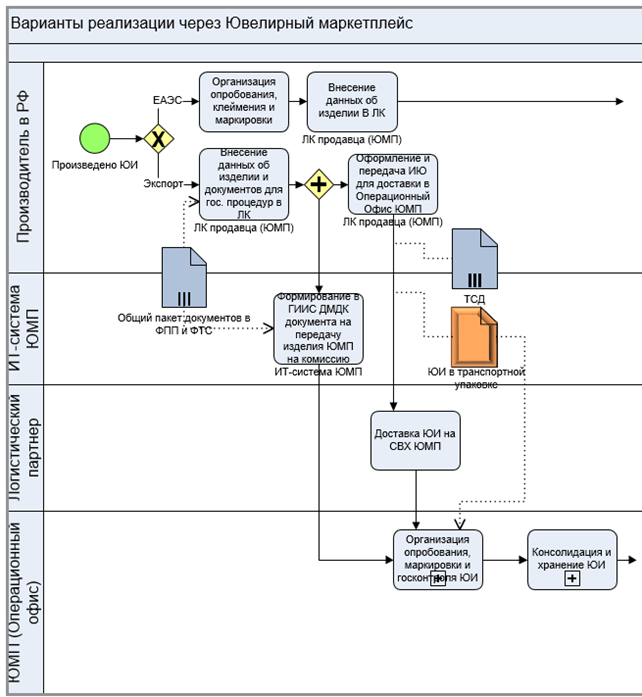 Варианты реализации через Ювелирный маркетплейс
Производитель в РФ
ЕАЭС
Организация
опробования,
клеймения и
маркировки
Внесение
данных об
изделии В ЛК
ЛК продавца (ЮМП)
Произведено ЮИ
X
Экспорт
Внесение
данных об
изделии и
документов для
гос. процедур в
ЛК
ЛК продавца (ЮМП)
Оформление и
передача ИЮ
для доставки в
Операционный
Офис ЮМП
ЛК продавца (ЮМП)
ТСД
Общий пакет документов в
ФПП и ФТС
ИТ-система
ЮМП
Формирование в
ГИИС ДМДК
документа на
передачу
изделия ЮМП
на комиссию
ИТ-система ЮМП
ЮИ в транспортной
упаковке
Логистический
партнер
Доставка ЮИ на
СВХ ЮМП
ЮМП (Операционный
офис)
Организация
опробования,
маркировки и
госконтроля ЮИ
Консолидация и
хранение ЮИ